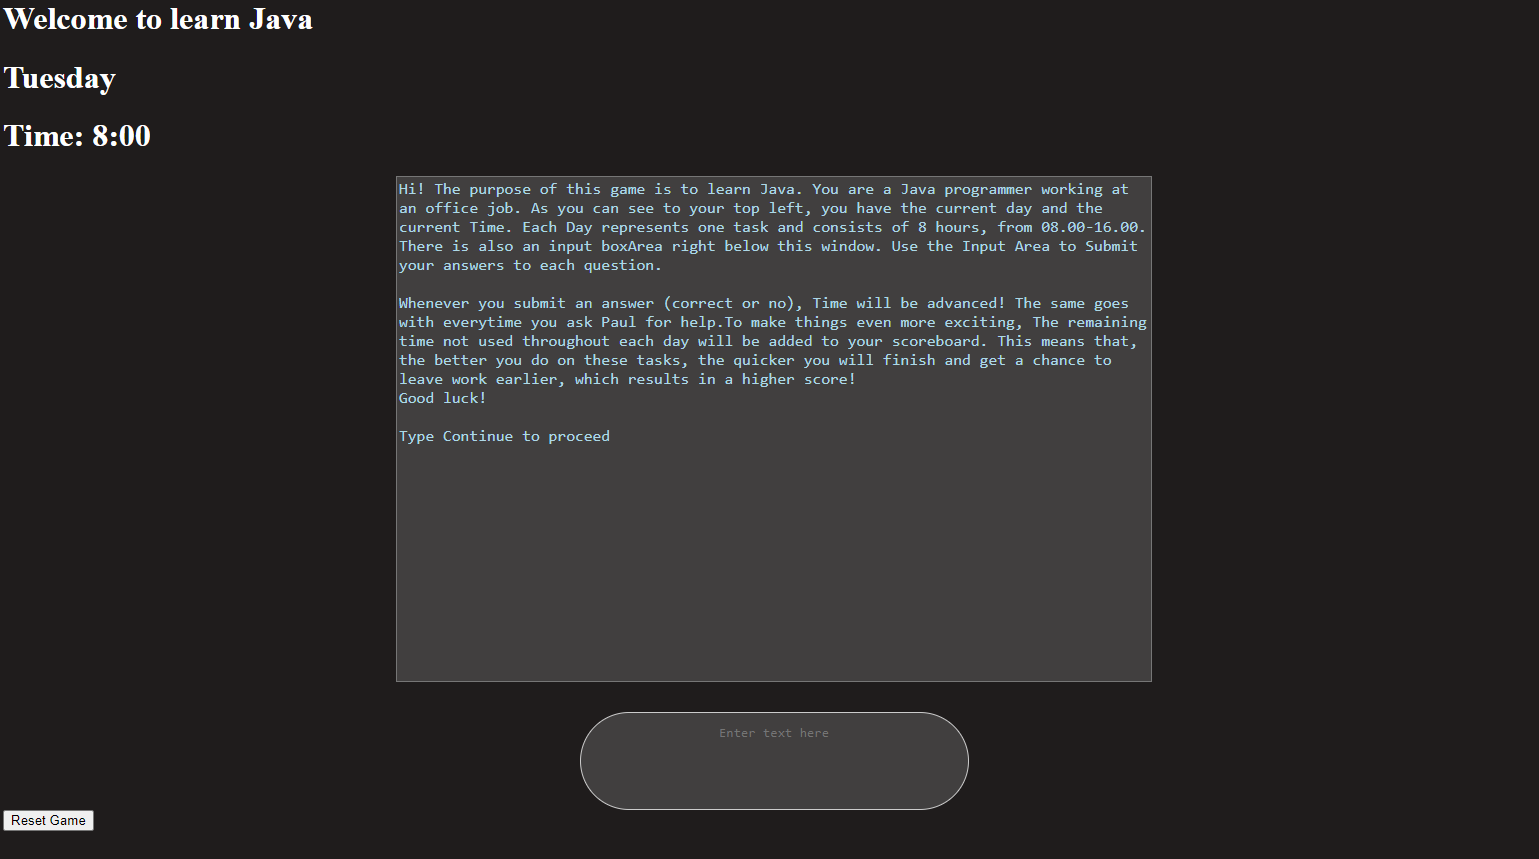 Welcome to learn Java
Tuesday
Time: 8:00
Hi! The purpose of this game is to learn Java. You are a Java programmer working at
an office job. As you can see to your top left, you have the current day and the
current Time. Each Day represents one task and consists of 8 hours, from 08.00-16.00.
There is also an input boxArea right below this window. Use the Input Area to Submit
your answers to each question.
Whenever you submit an answer (correct or no), Time will be advanced! The same goes
with everytime you ask Paul for help.To make things even more exciting, The remaining
time not used throughout each day will be added to your scoreboard. This means that,
the better you do on these tasks, the quicker you will finish and get a chance to
leave work earlier, which results in a higher score!
Good luck!
Type Continue to proceed
Enter text here
Reset Game